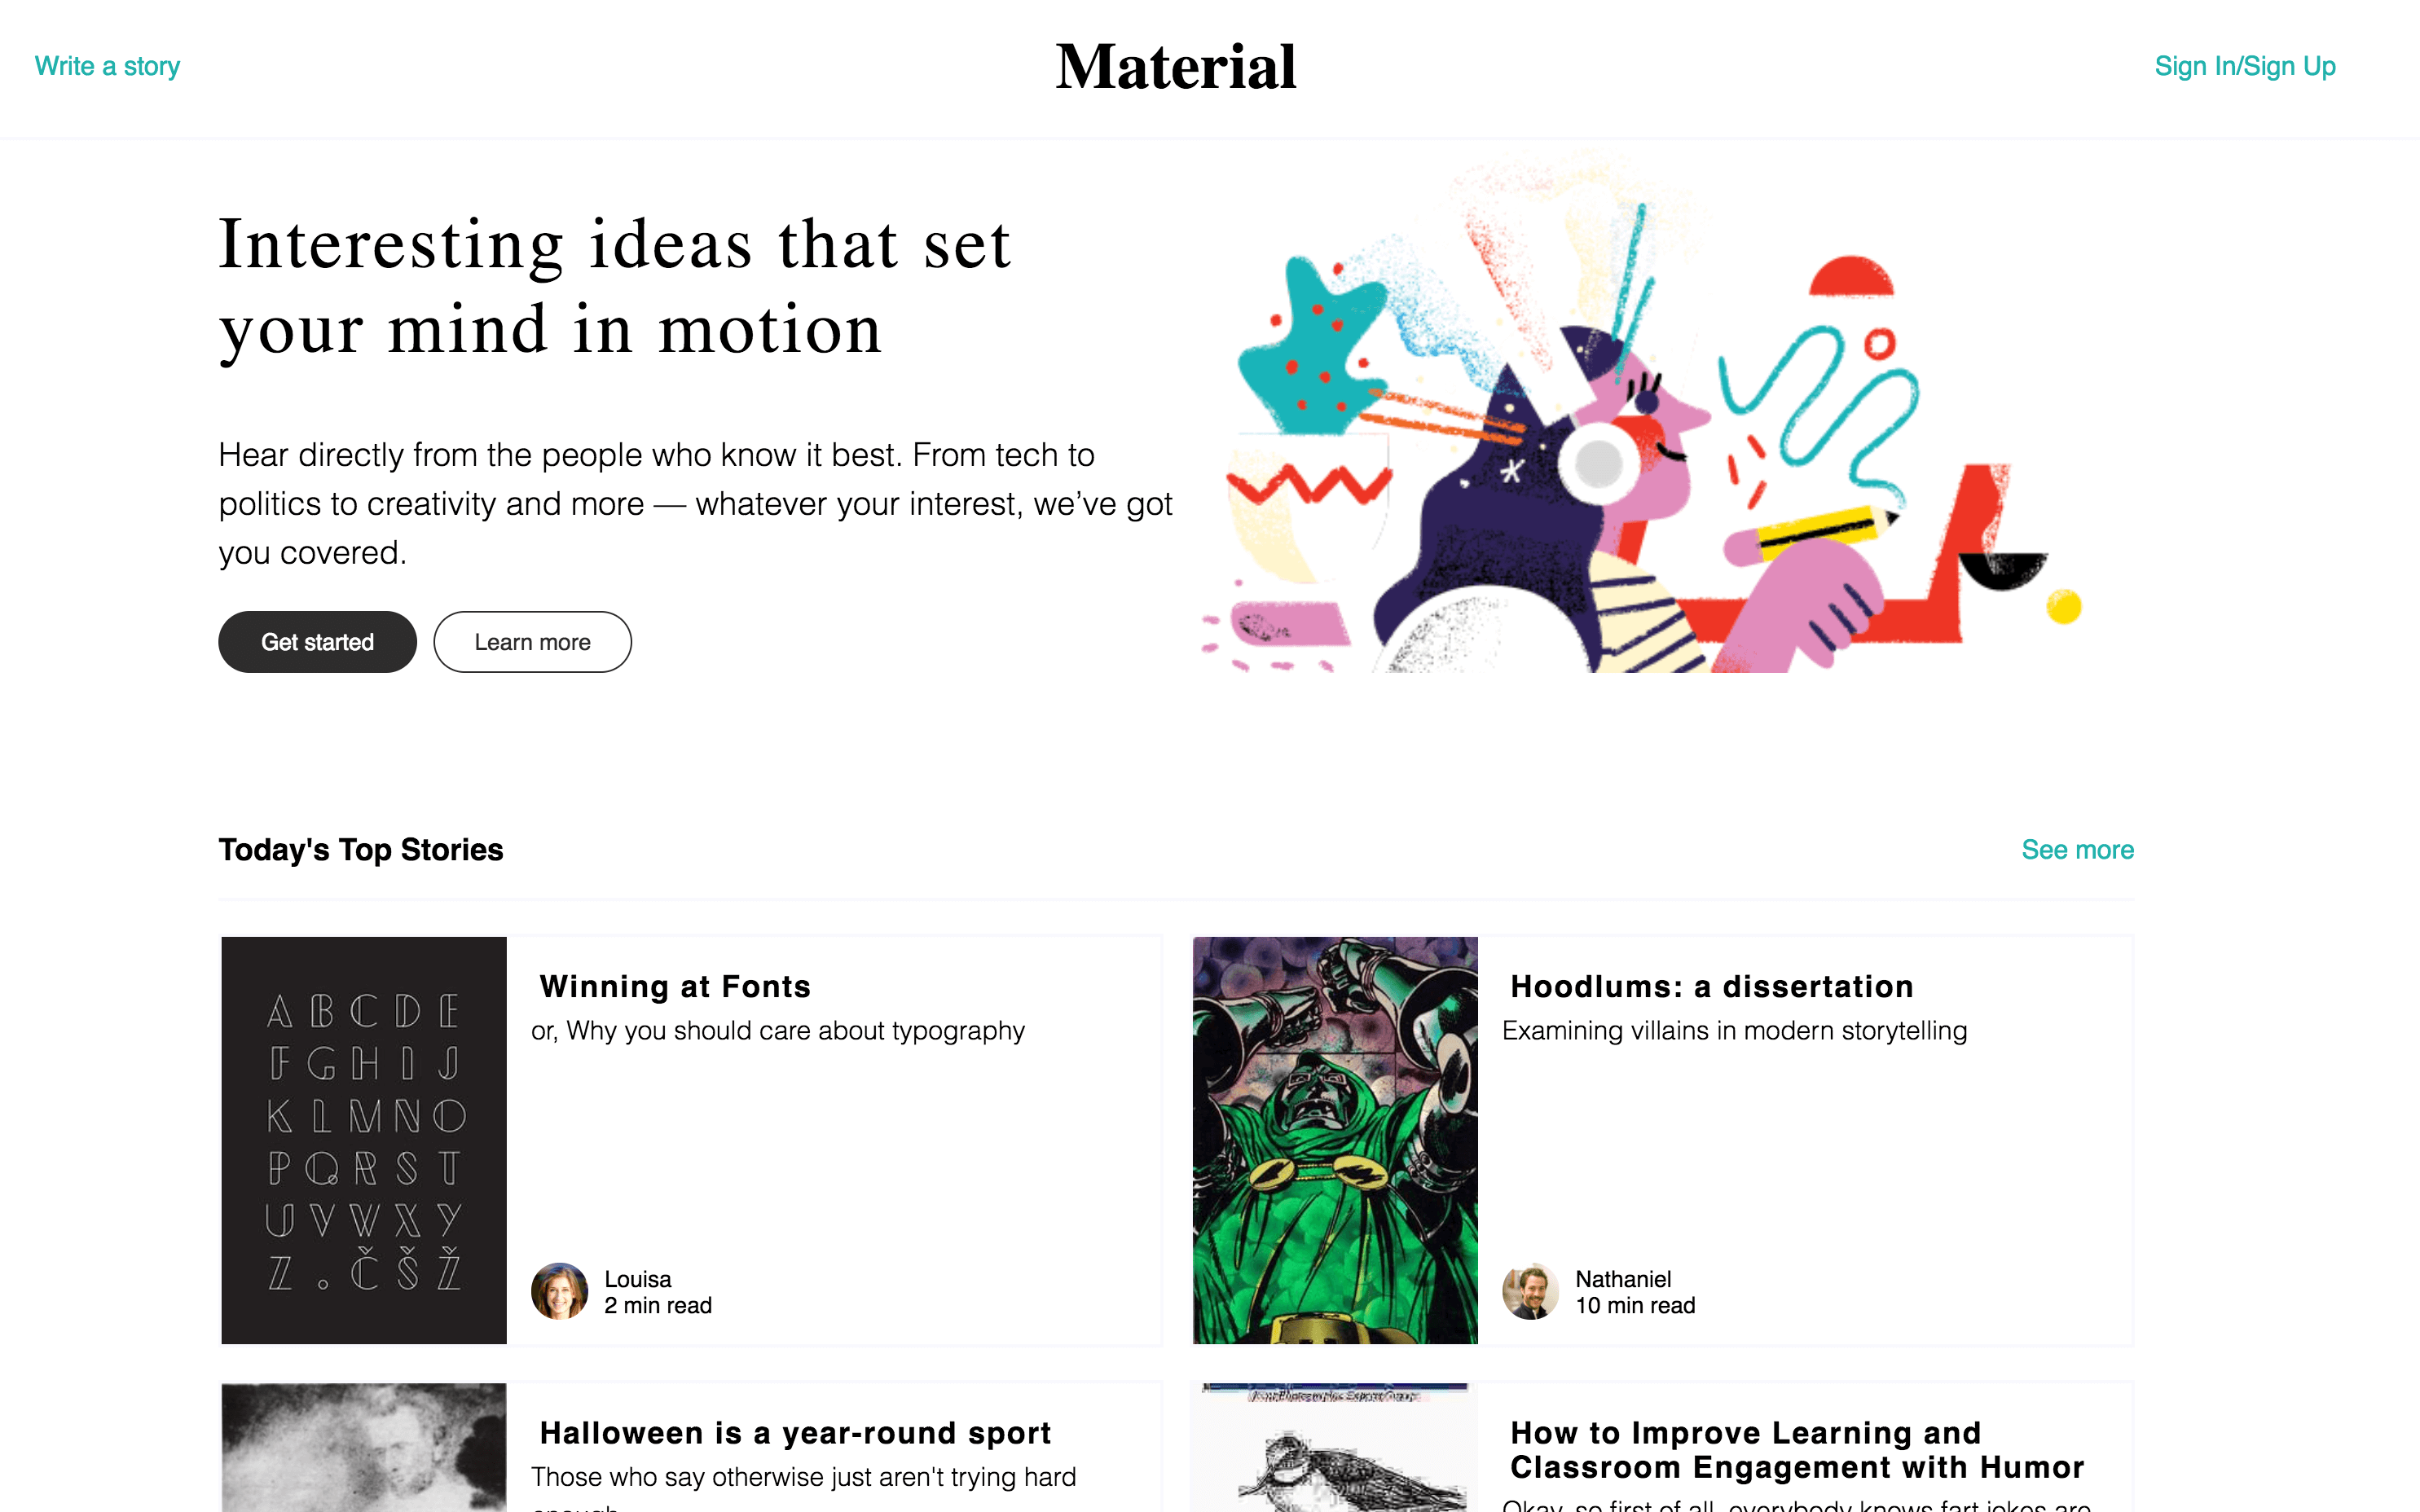 Write a story
Material
Sign In/Sign Up
Interesting ideas that set
your mind in motion
Hear directly from the people who know it best. From tech to
politics to creativity and more — whatever your interest, we’ve got
you covered.
Get started
Learn more
Today's Top Stories
See more
A B C D E
F G H I J
K L M N O
P Q R S T
U V W X Y
Z . Č Š Ž
Winning at Fonts
or, Why you should care about typography
Louisa
2 min read
Hoodlums: a dissertation
Examining villains in modern storytelling
Nathaniel
10 min read
Halloween is a year-round sport
Those who say otherwise just aren't trying hard
How to Improve Learning and
Classroom Engagement with Humor
Okay, so first of all, everybody knows fart jokes are